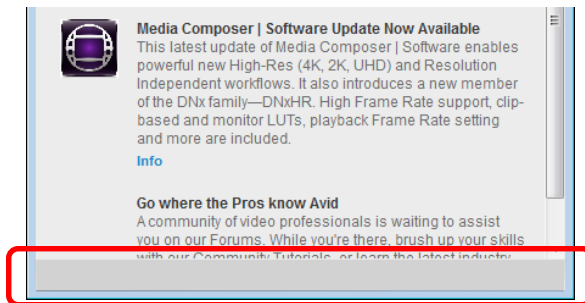 Media Composer | Software Update Now Available
This latest update of Media Composer | Software enables
powerful new High-Res (4K, 2K, UHD) and Resolution
Independent workflows. It also introduces a new member
of the DNx family—DNxHR. High Frame Rate support, clip-
based and monitor LUTs, playback Frame Rate setting
and more are included.
Info
Go where the Pros know Avid
A community of video professionals is waiting to assist
you on our Forums. While you're there, brush up your skills
with our Community Tutorials, or learn the latest industry